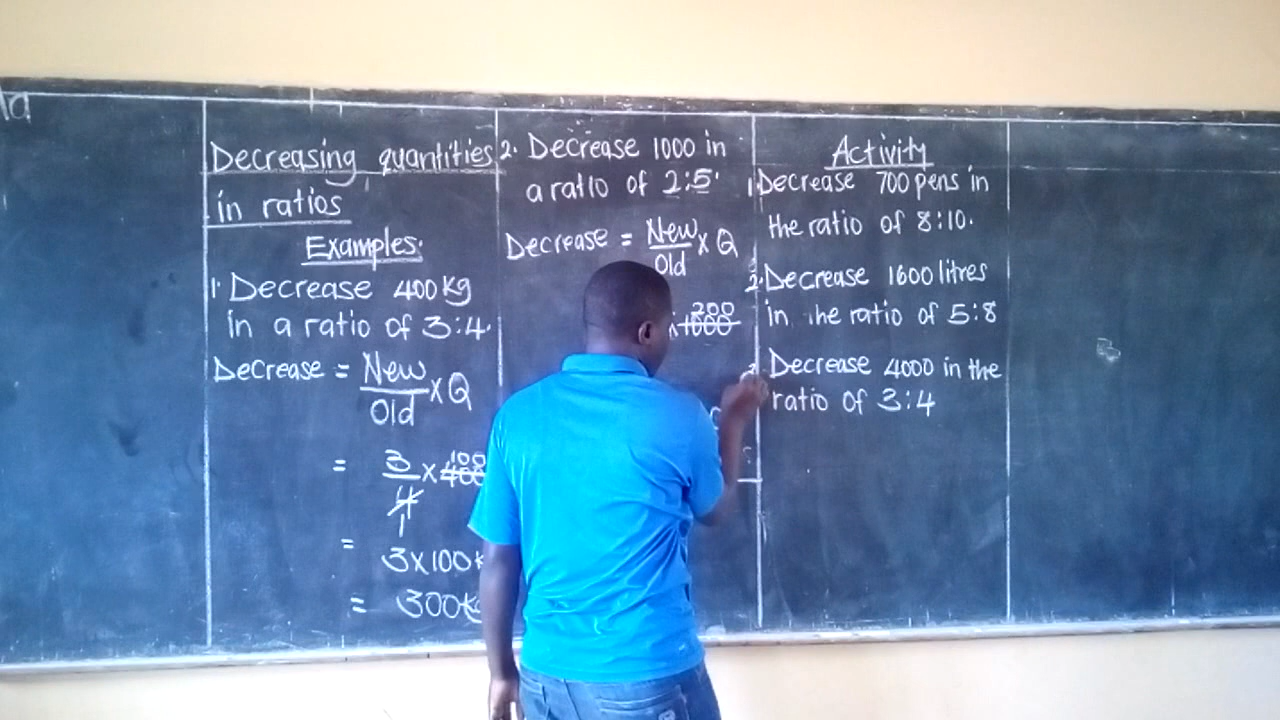 Decreasing quantities
in ratios
Examples:
1. Decrease 400kg
in a ratio of 3:4.
Decrease = New/Old x Q
= 3/4 x 400 100
1
= 3x100k
= 300kg
2. Decrease 1000 in
a ratio of 2:5.
Decrease = New/Old x Q
x 1000 200
Activity
1. Decrease 700 pens in
the ratio of 8:10.
2. Decrease 1600 litres
in the ratio of 5:8
3. Decrease 4000 in the
ratio of 3:4